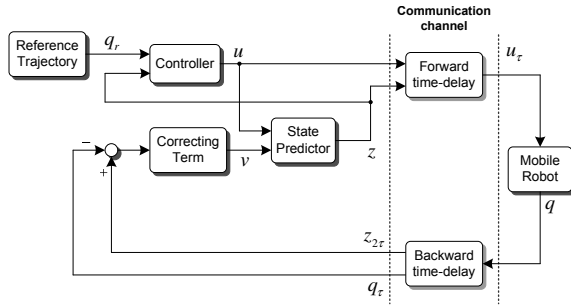 Communication
channel
Reference
Trajectory
q_r
Controller
u
Forward
time-delay
u_τ
Correcting
Term
v
State
Predictor
z
Mobile
Robot
q
−
+
z_{2τ}
q_τ
Backward
time-delay